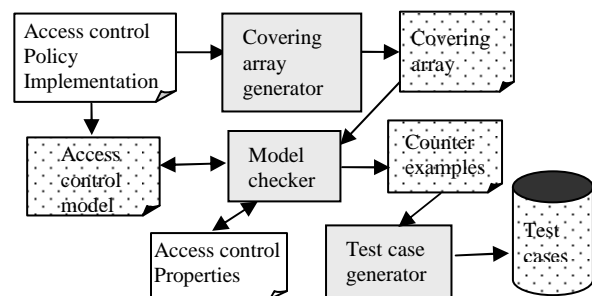 Access control
Policy
Implementation
Covering
array
generator
Covering
array
Access
control
model
Model
checker
Counter
examples
Access control
Properties
Test case
generator
Test
cases